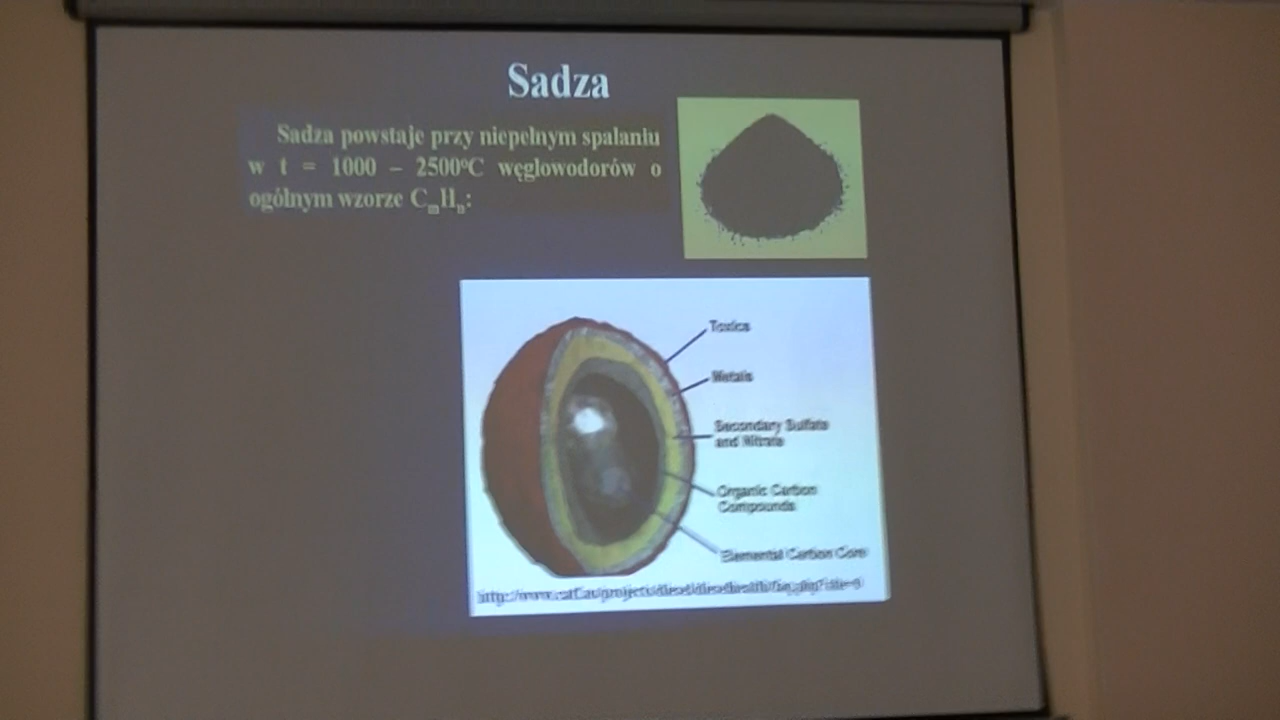 Sadza
Sadza powstaje przy niepełnym spalaniu
w t = 1000 – 2500°C węglowodorów o
ogólnym wzorze CmHn:
Toxics
Metals
Secondary Sulfate
and Nitrate
Organic Carbon
Compounds
Elemental Carbon Core